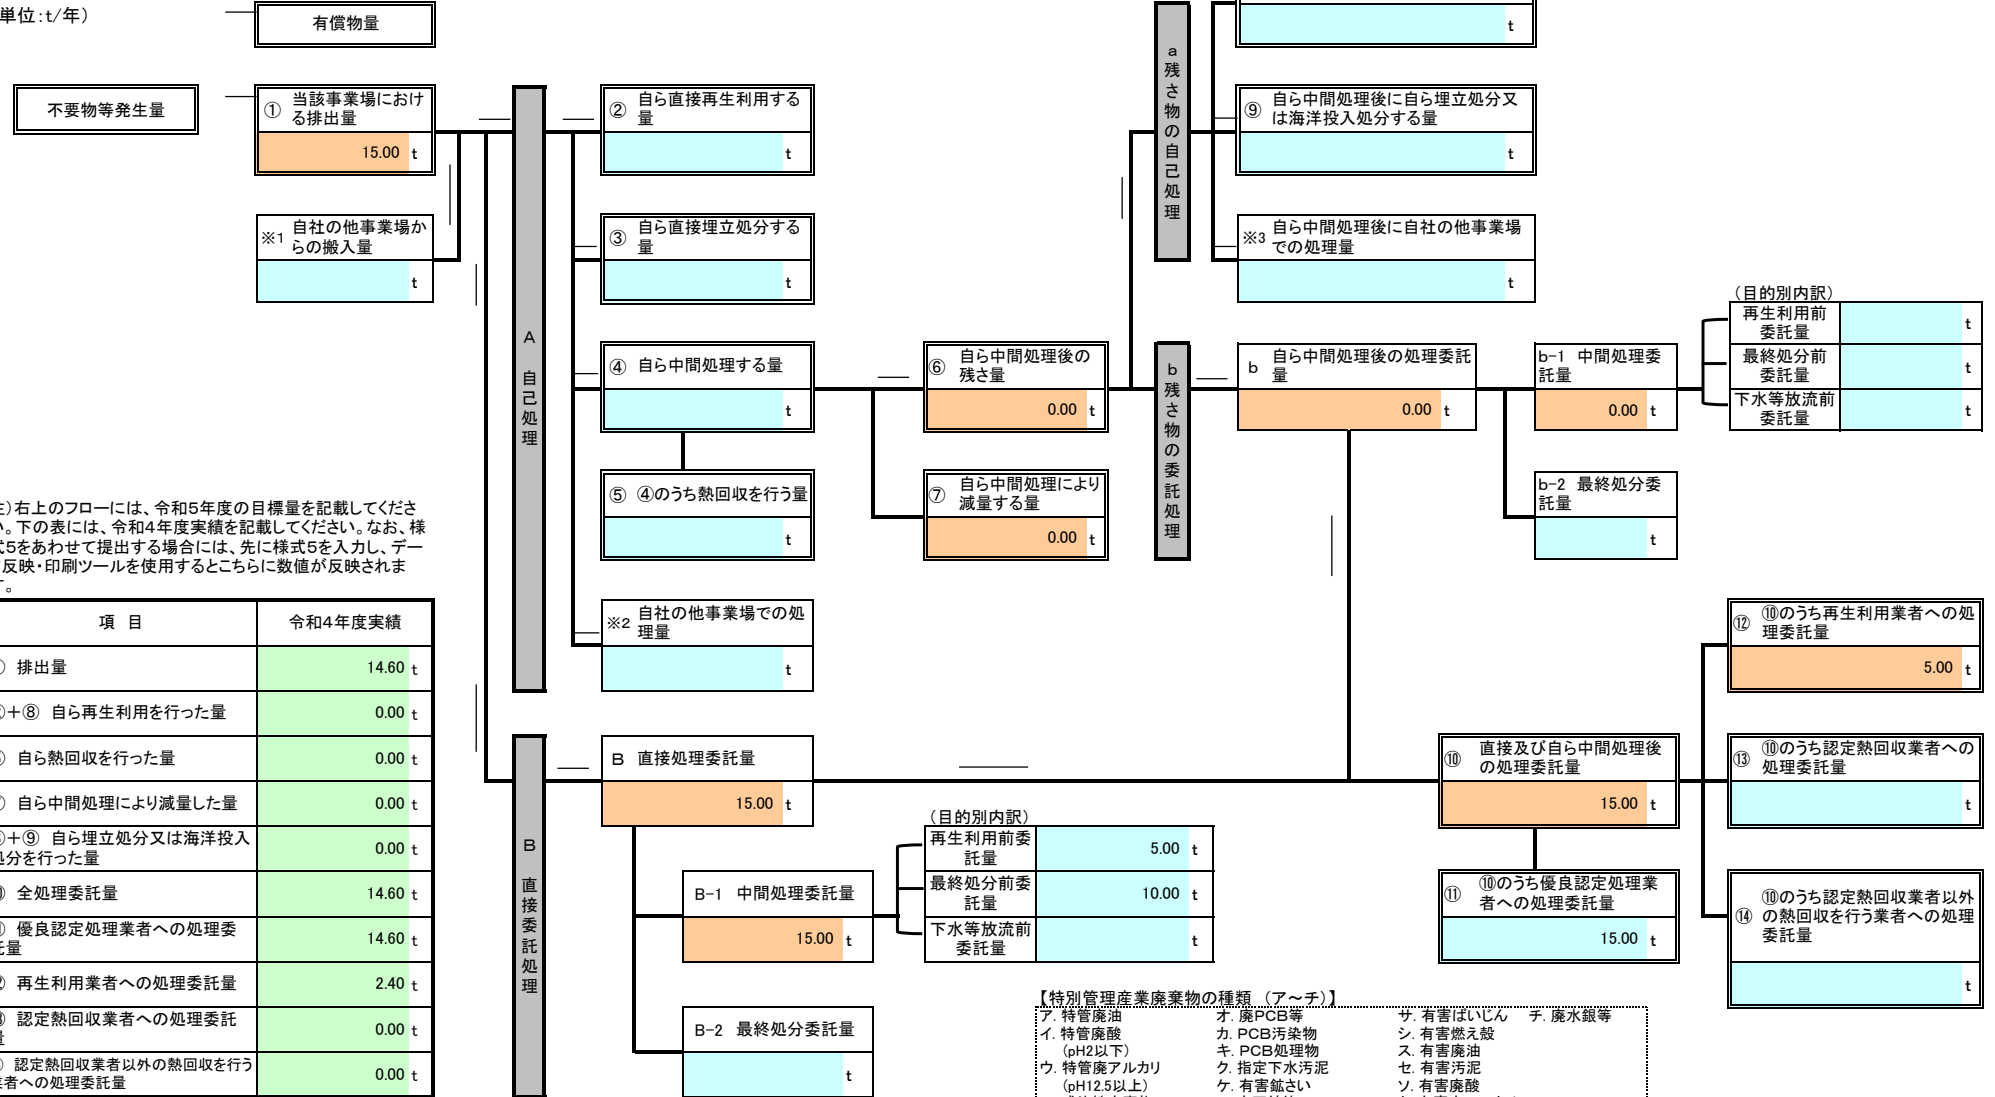 単位:t/年)
有償物量
t
不要物等発生量
① 当該事業場におけ
る排出量
15.00 t
※1 自社の他事業場か
らの搬入量
t
A 自己処理
② 自ら直接再生利用する
量
t
③ 自ら直接埋立処分する
量
t
④ 自ら中間処理する量
t
⑤ ④のうち熱回収を行う量
t
※2 自社の他事業場での処
理量
t
⑥ 自ら中間処理後の
残さ量
0.00 t
⑦ 自ら中間処理により
減量する量
0.00 t
a 残さ物の自己処理
⑨ 自ら中間処理後に自ら埋立処分又
は海洋投入処分する量
t
※3 自ら中間処理後に自社の他事業場
での処理量
t
b 残さ物の委託処理
b 自ら中間処理後の処理委託
量
0.00 t
b-1 中間処理委
託量
0.00 t
b-2 最終処分委
託量
t
(目的別内訳)
再生利用前
委託量
t
最終処分前
委託量
t
下水等放流前
委託量
t
)右上のフローには、令和5年度の目標量を記載してくださ
い。下の表には、令和4年度実績を記載してください。なお、様
式5をあわせて提出する場合には、先に様式5を入力し、デー
反映・印刷ツールを使用するとこちらに数値が反映されま
す。
項 目 令和4年度実績
排出量 14.60 t
+⑧ 自ら再生利用を行った量 0.00 t
自ら熱回収を行った量 0.00 t
自ら中間処理により減量した量 0.00 t
+⑨ 自ら埋立処分又は海洋投入
処分を行った量 0.00 t
全処理委託量 14.60 t
優良認定処理業者への処理委
託量 14.60 t
再生利用業者への処理委託量 2.40 t
認定熱回収業者への処理委託
量 0.00 t
認定熱回収業者以外の熱回収を行う
業者への処理委託量 0.00 t
B 直接委託処理
B 直接処理委託量
15.00 t
B-1 中間処理委託量
15.00 t
B-2 最終処分委託量
t
(目的別内訳)
再生利用前委
託量
5.00 t
最終処分前委
託量
10.00 t
下水等放流前
委託量
t
⑩ 直接及び自ら中間処理後
の処理委託量
15.00 t
⑪ ⑩のうち優良認定処理業
者への処理委託量
15.00 t
⑫ ⑩のうち再生利用業者への処
理委託量
5.00 t
⑬ ⑩のうち認定熱回収業者への
処理委託量
t
⑭ ⑩のうち認定熱回収業者以外
の熱回収を行う業者への処理
委託量
t
【特別管理産業廃棄物の種類 (ア～チ)】
ア. 特管廃油 オ. 廃PCB等 サ. 有害ばいじん チ. 廃水銀等
イ. 特管廃酸 カ. PCB汚染物 シ. 有害燃え殻
(pH2以下) キ. PCB処理物 ス. 有害廃油
ウ. 特管廃アルカリ ク. 指定下水汚泥 セ. 有害汚泥
(pH12.5以上) ケ. 有害鉱さい ソ. 有害廃酸